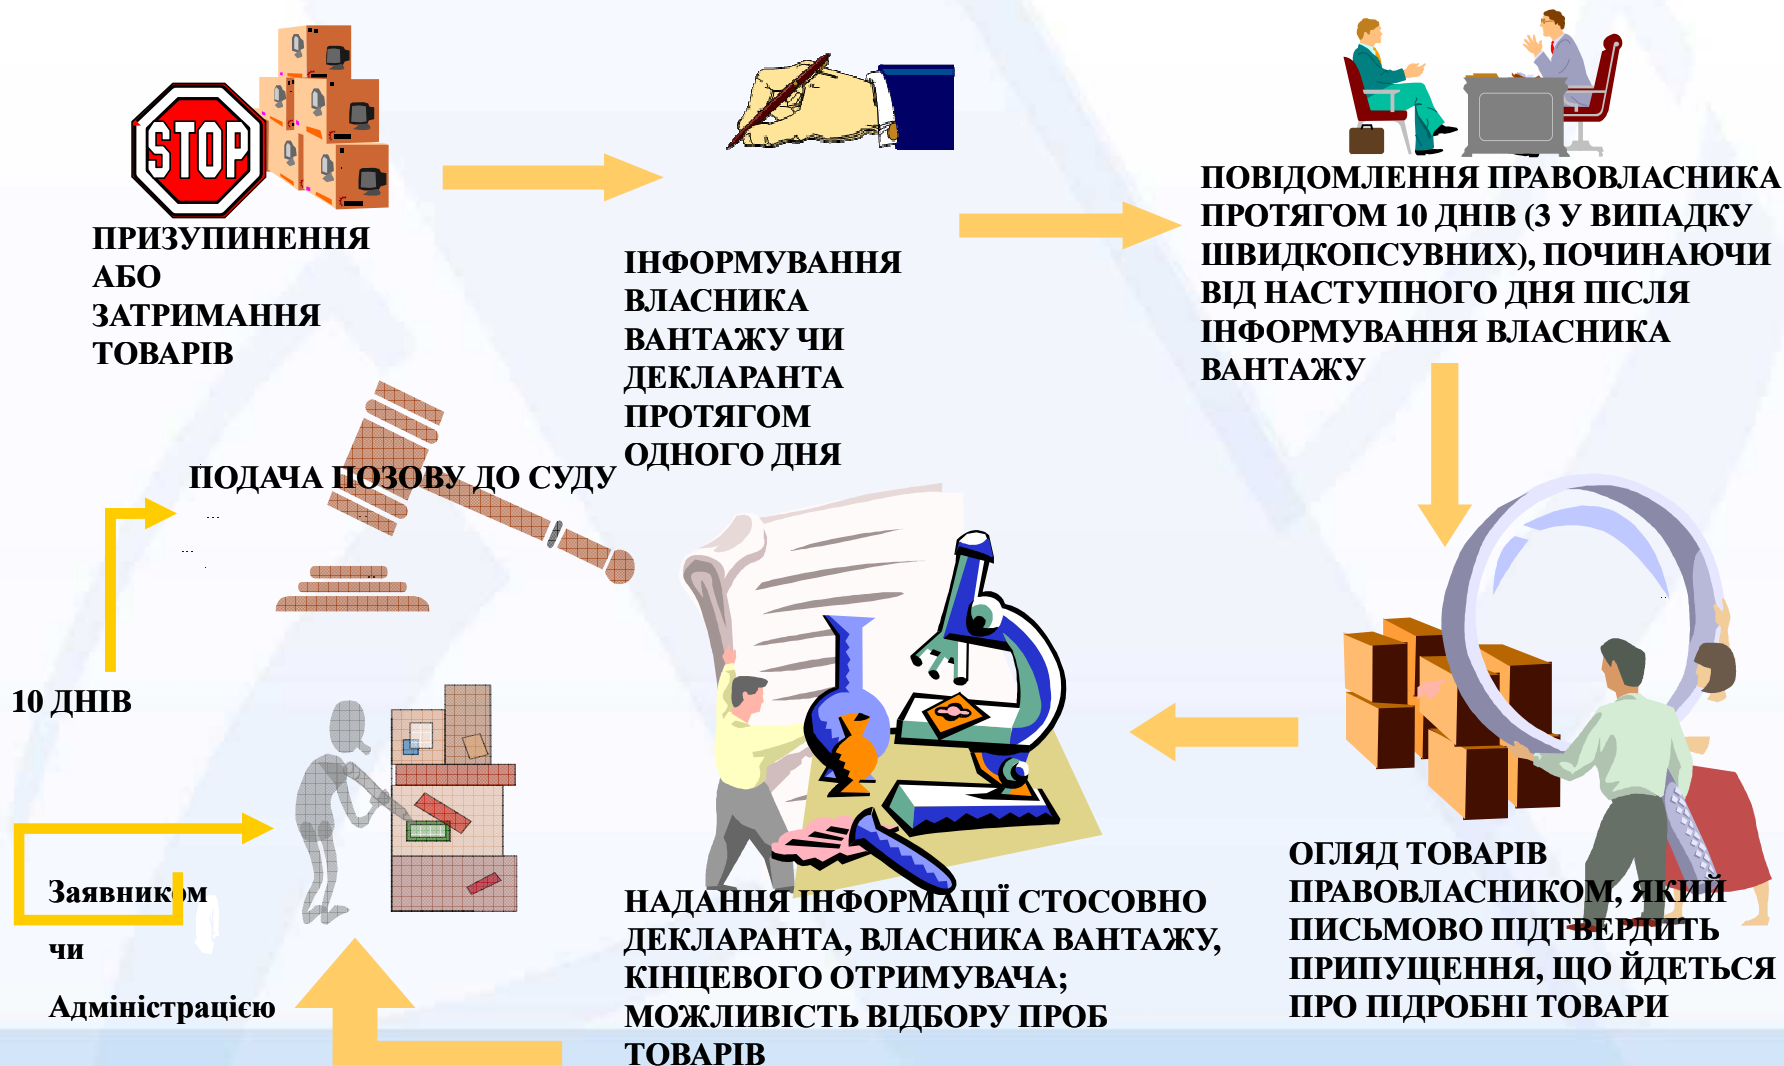 STOP
ПРИЗУПИНЕННЯ
АБО
ЗАТРИМАННЯ
ТОВАРІВ
ІНФОРМУВАННЯ
ВЛАСНИКА
ВАНТАЖУ ЧИ
ДЕКЛАРАНТА
ПРОТЯГОМ
ОДНОГО ДНЯ
ПОВІДОМЛЕННЯ ПРАВОВЛАСНИКА
ПРОТЯГОМ 10 ДНІВ (3 У ВИПАДКУ
ШВИДКОПСУВНИХ), ПОЧИНАЮЧИ
ВІД НАСТУПНОГО ДНЯ ПІСЛЯ
ІНФОРМУВАННЯ ВЛАСНИКА
ВАНТАЖУ
ОГЛЯД ТОВАРІВ
ПРАВОВЛАСНИКОМ, ЯКИЙ
ПИСЬМОВО ПІДТВЕРДИТЬ
ПРИПУЩЕННЯ, ЩО ЙДЕТЬСЯ
ПРО ПІДРОБНІ ТОВАРИ
НАДАННЯ ІНФОРМАЦІЇ СТОСОВНО
ДЕКЛАРАНТА, ВЛАСНИКА ВАНТАЖУ,
КІНЦЕВОГО ОТРИМУВАЧА;
МОЖЛИВІСТЬ ВІДБОРУ ПРОБ
ТОВАРІВ
Заявником
чи
Адміністрацією
10 ДНІВ
ПОДАЧА ПОЗОВУ ДО СУДУ